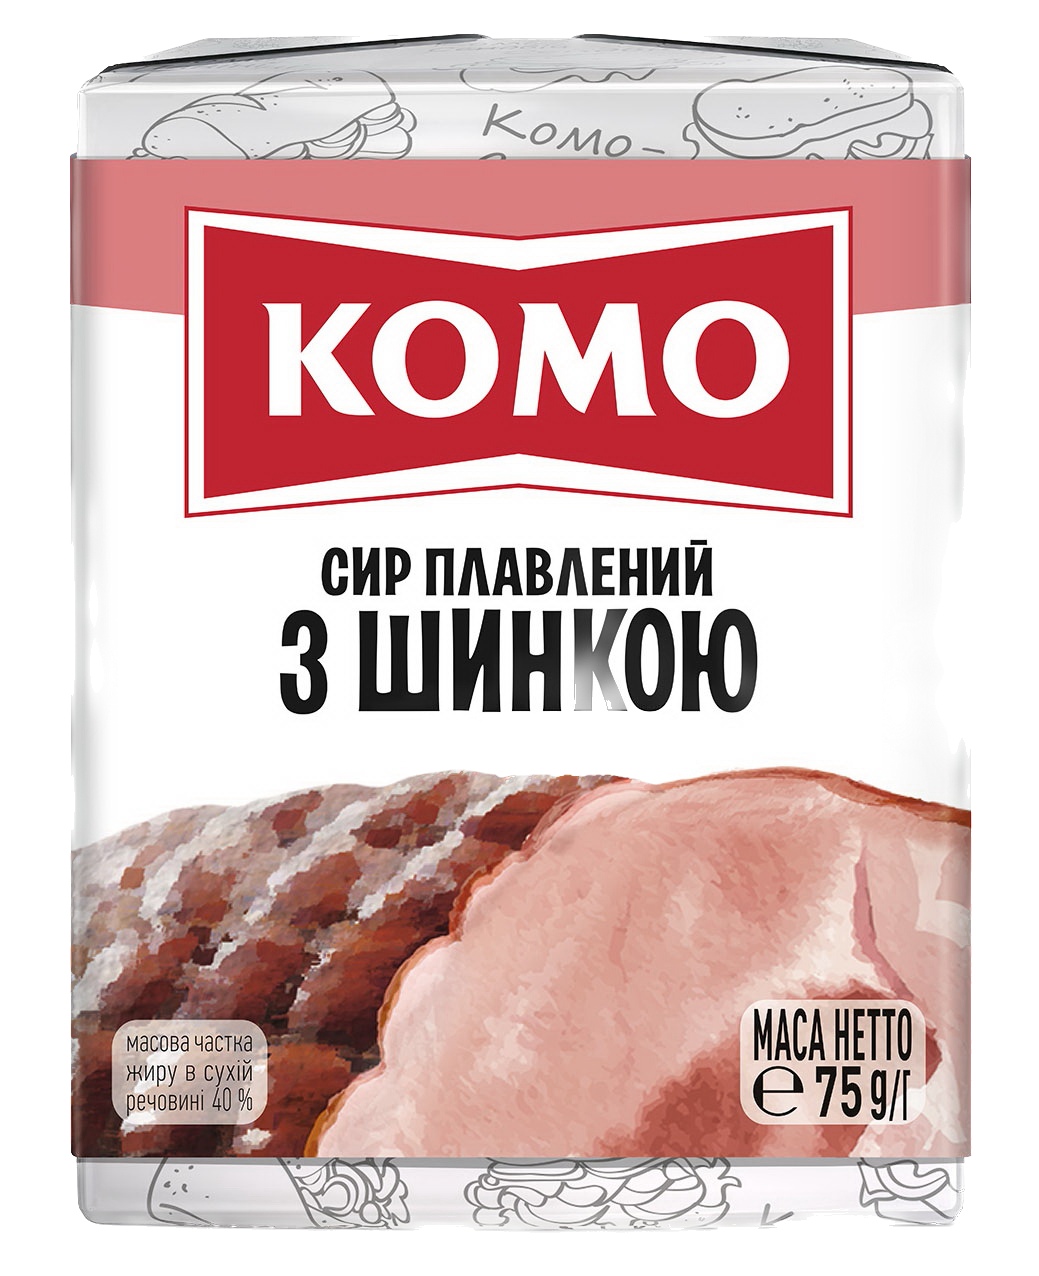 Комо-
КОМО
СИР ПЛАВЛЕНИЙ
З ШИНКОЮ
масова частка
жиру в сухій
речовині 40 %
МАСА НЕТТО
℮ 75 g/г